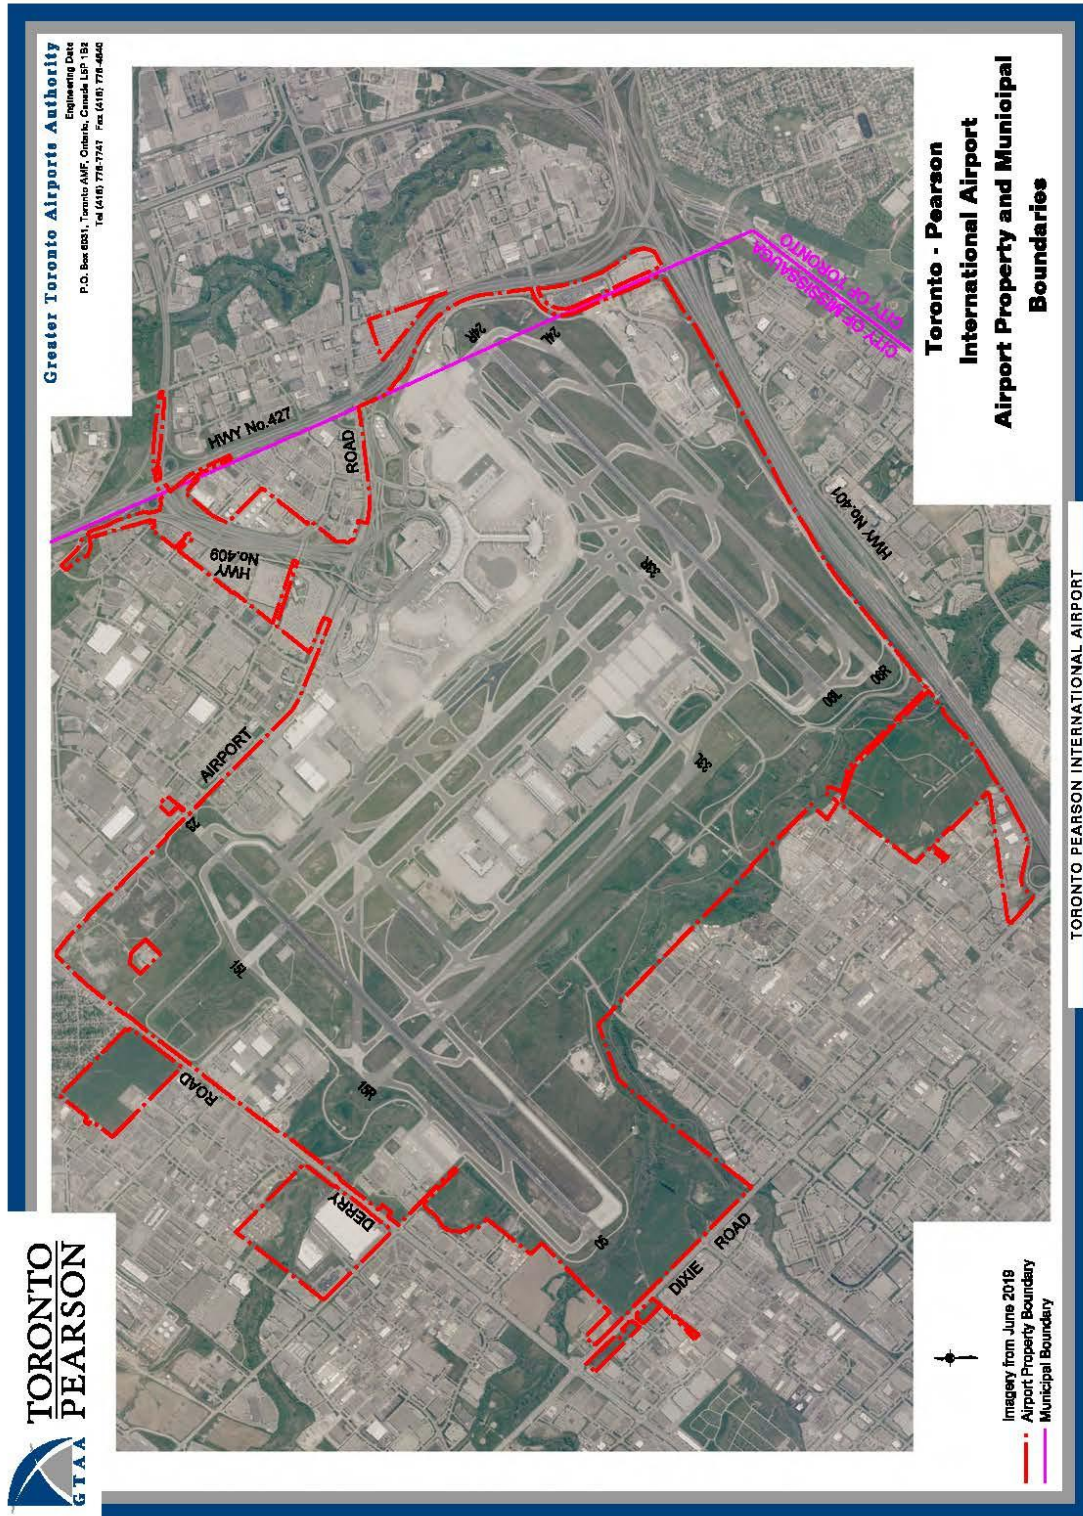 TORONTO
PEARSON
GTAA
Greater Toronto Airports Authority
Engineering Data
P.O. Box 6031, Toronto AMF, Ontario, Canada L5P 1B2
Tel (416) 776-7747 Fax (416) 776-4640
HWY No.427
ROAD
HWY
No.409
AIRPORT
ROAD
DERRY
DIXIE
ROAD
HWY No.401
CITY OF MISSISSAUGA
CITY OF TORONTO
24R
24L
33R
33L
06L
06R
23
15L
15R
05
Toronto - Pearson
International Airport
Airport Property and Municipal
Boundaries
Imagery from June 2019
Airport Property Boundary
Municipal Boundary
TORONTO PEARSON INTERNATIONAL AIRPORT